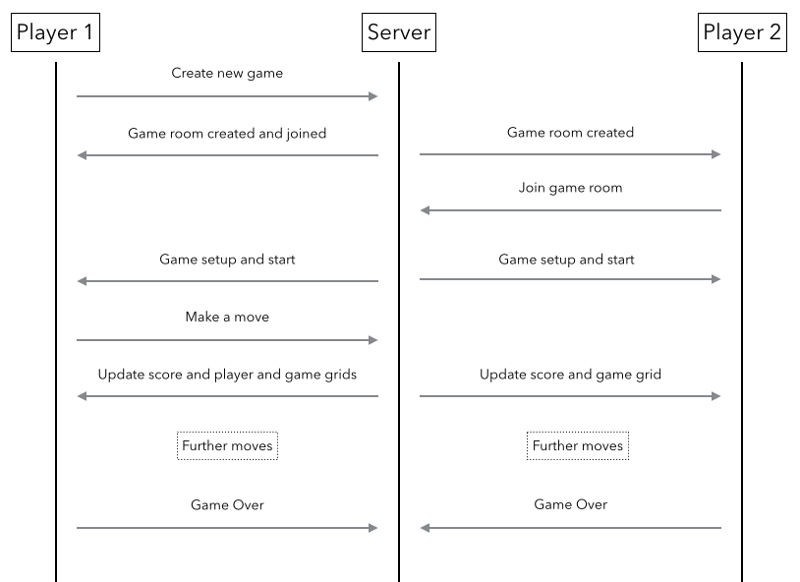 Player 1
Server
Player 2
Create new game
Game room created and joined
Game room created
Join game room
Game setup and start
Game setup and start
Make a move
Update score and player and game grids
Update score and game grid
Further moves
Further moves
Game Over
Game Over